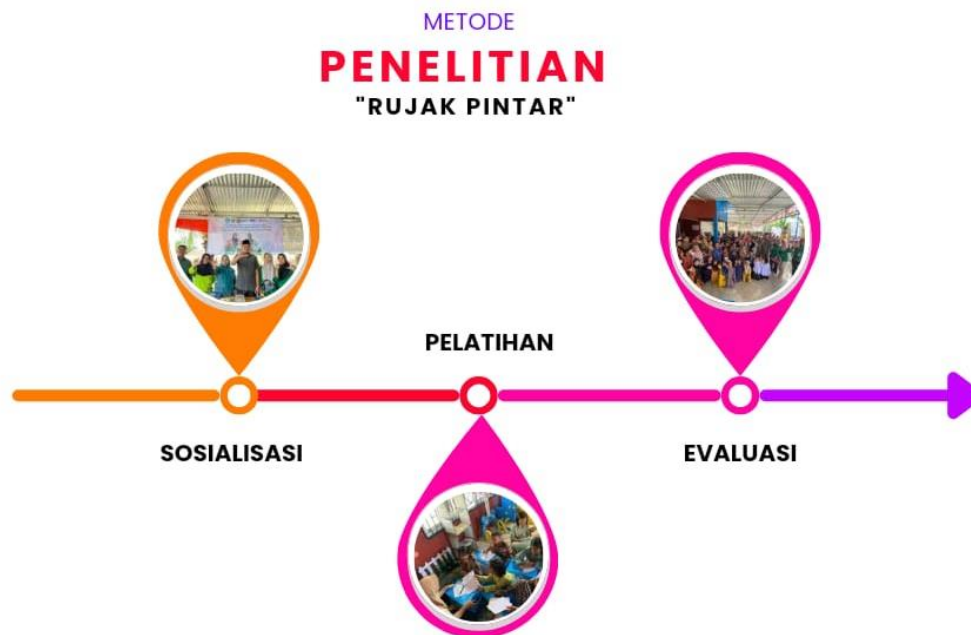 METODE
PENELITIAN
"RUJAK PINTAR"
PELATIHAN
SOSIALISASI
EVALUASI